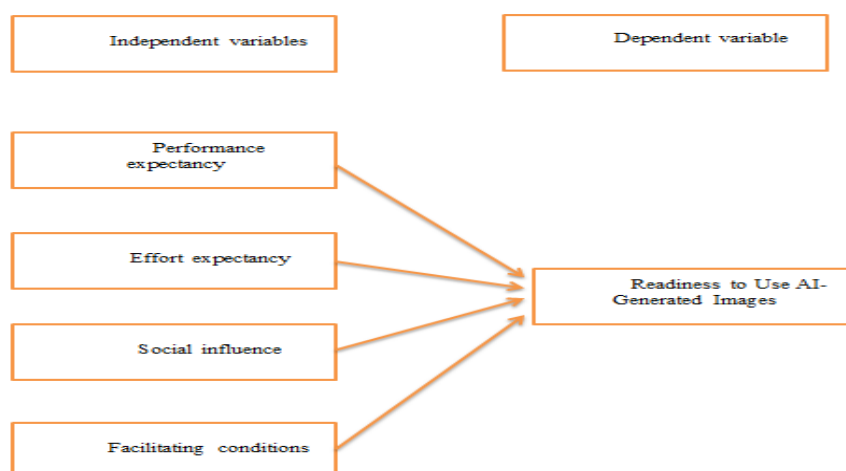 Independent variables
Dependent variable
Performance
expectancy
Effort expectancy
Readiness to Use AI-
Generated Images
Social influence
Facilitating conditions